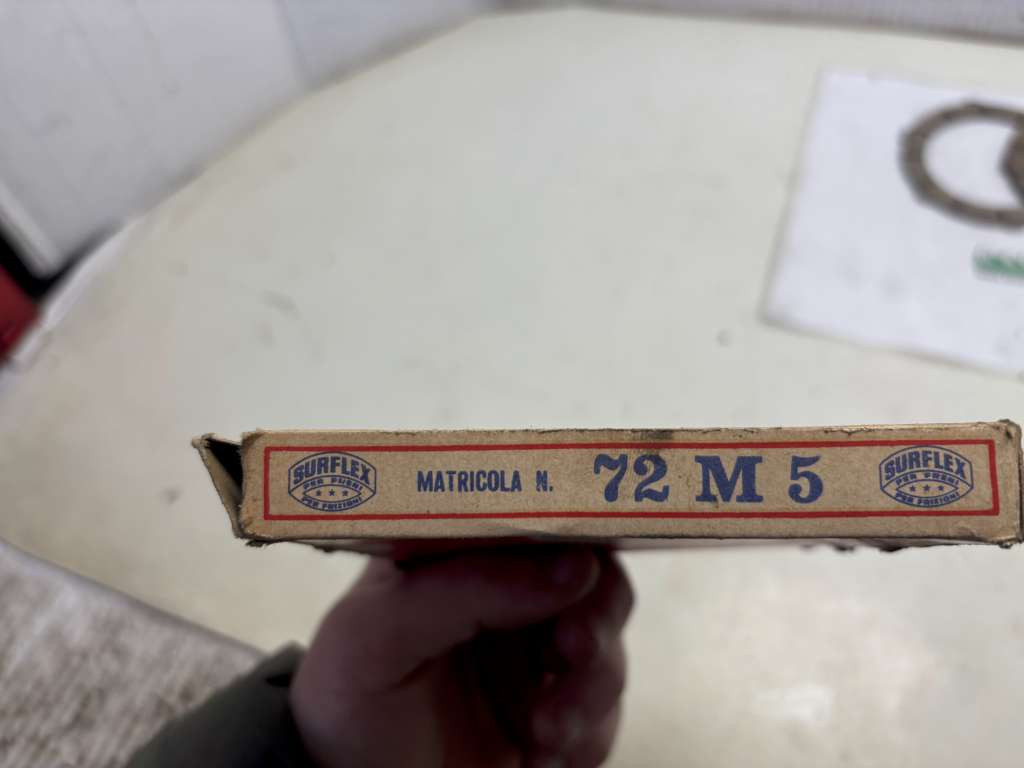 SURFLEX
PER FRENI
PER FRIZIONI
MATRICOLA N. 72 M 5
SURFLEX
PER FRENI
PER FRIZIONI